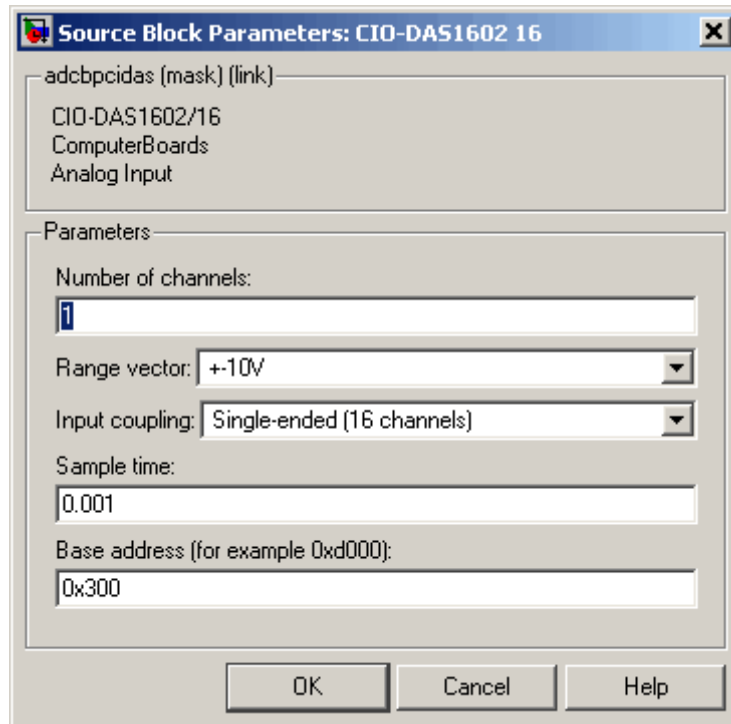 Source Block Parameters: CIO-DAS1602 16
adcbpcidas (mask) (link)
CIO-DAS1602/16
ComputerBoards
Analog Input
Parameters
Number of channels:
1
Range vector: +-10V
Input coupling: Single-ended (16 channels)
Sample time:
0.001
Base address (for example 0xd000):
0x300
OK Cancel Help